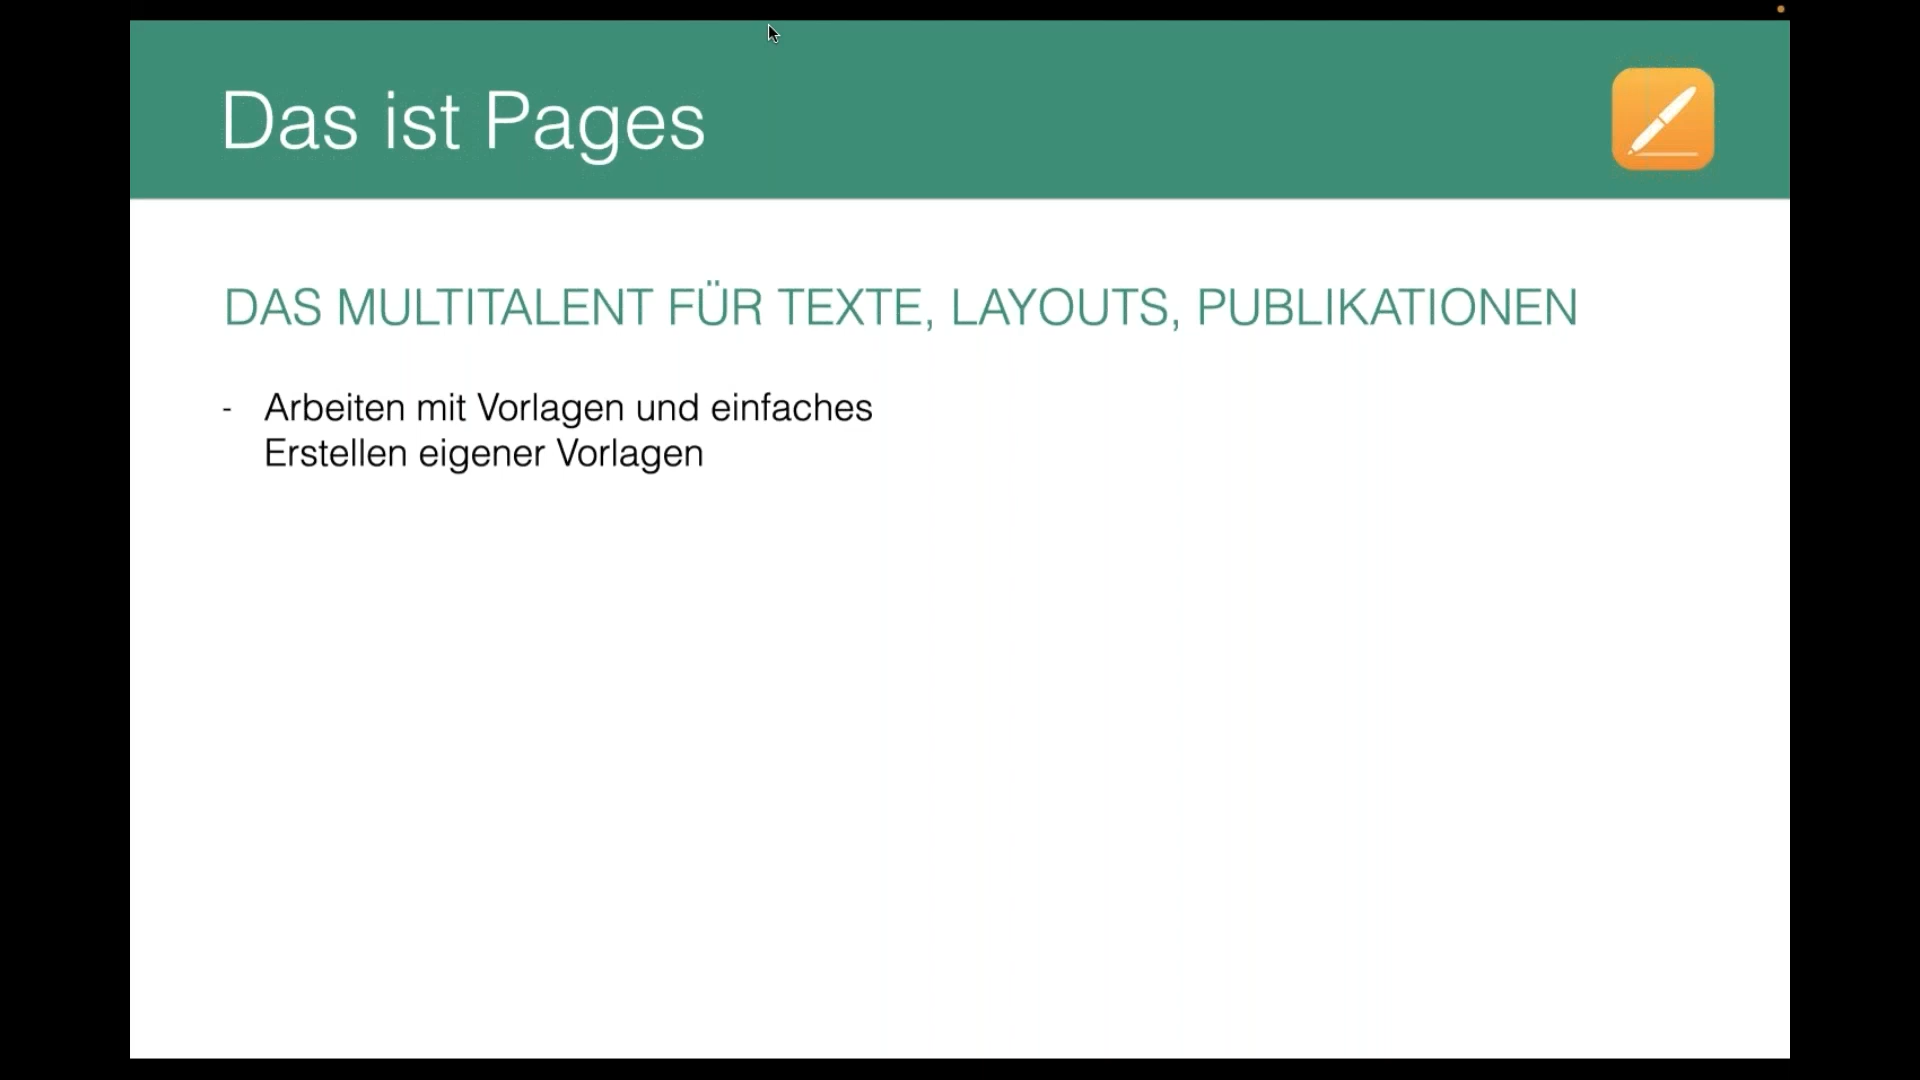 Das ist Pages
DAS MULTITALENT FÜR TEXTE, LAYOUTS, PUBLIKATIONEN
- Arbeiten mit Vorlagen und einfaches
Erstellen eigener Vorlagen